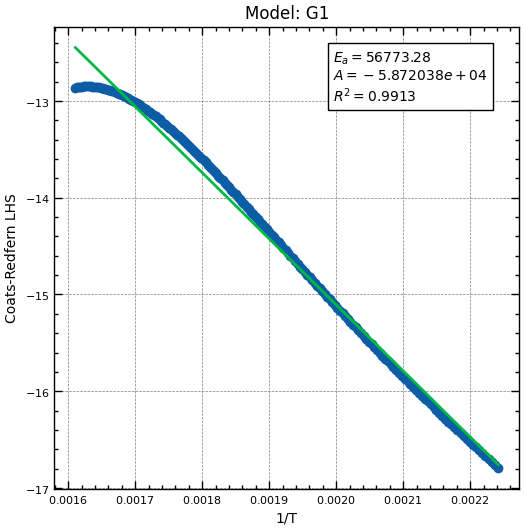 Model: G1
E_a = 56773.28
A = −5.872038e + 04
R² = 0.9913
Coats-Redfern LHS
−13
−14
−15
−16
−17
0.0016 0.0017 0.0018 0.0019 0.0020 0.0021 0.0022
1/T